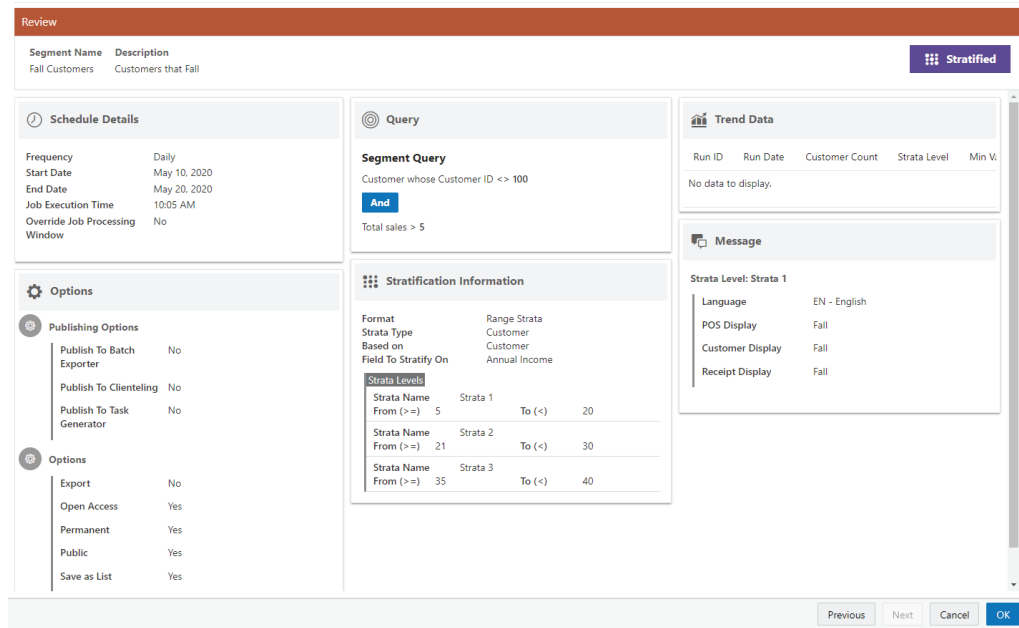 Review
Segment Name Description
Fall Customers Customers that Fall
Stratified
Schedule Details
Frequency Daily
Start Date May 10, 2020
End Date May 20, 2020
Job Execution Time 10:05 AM
Override Job Processing No
Window
Options
Publishing Options
Publish To Batch No
Exporter
Publish To Clienteling No
Publish To Task No
Generator
Options
Export No
Open Access Yes
Permanent Yes
Public Yes
Save as List Yes
Query
Segment Query
Customer whose Customer ID <> 100
And
Total sales > 5
Stratification Information
Format Range Strata
Strata Type Customer
Based on Customer
Field To Stratify On Annual Income
Strata Levels
Strata Name Strata 1
From (>=) 5 To (<) 20
Strata Name Strata 2
From (>=) 21 To (<) 30
Strata Name Strata 3
From (>=) 35 To (<) 40
Trend Data
Run ID Run Date Customer Count Strata Level Min
No data to display.
Message
Strata Level: Strata 1
Language EN - English
POS Display Fall
Customer Display Fall
Receipt Display Fall
Previous Next Cancel OK